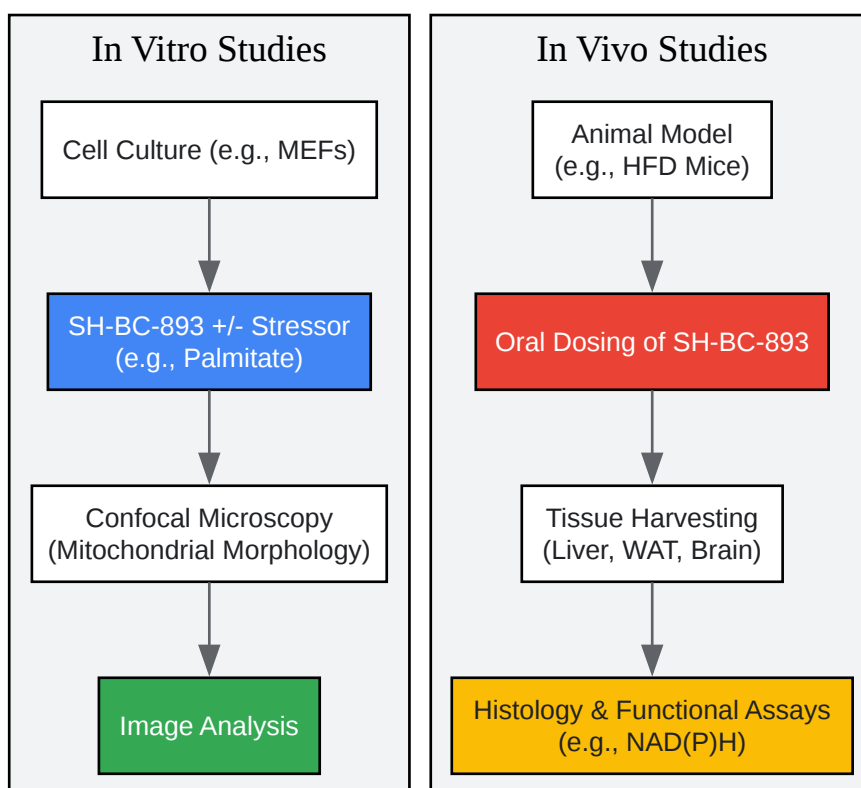 In Vitro Studies
Cell Culture (e.g., MEFs)
SH-BC-893 +/- Stressor
(e.g., Palmitate)
Confocal Microscopy
(Mitochondrial Morphology)
Image Analysis
In Vivo Studies
Animal Model
(e.g., HFD Mice)
Oral Dosing of SH-BC-893
Tissue Harvesting
(Liver, WAT, Brain)
Histology & Functional Assays
(e.g., NAD(P)H)